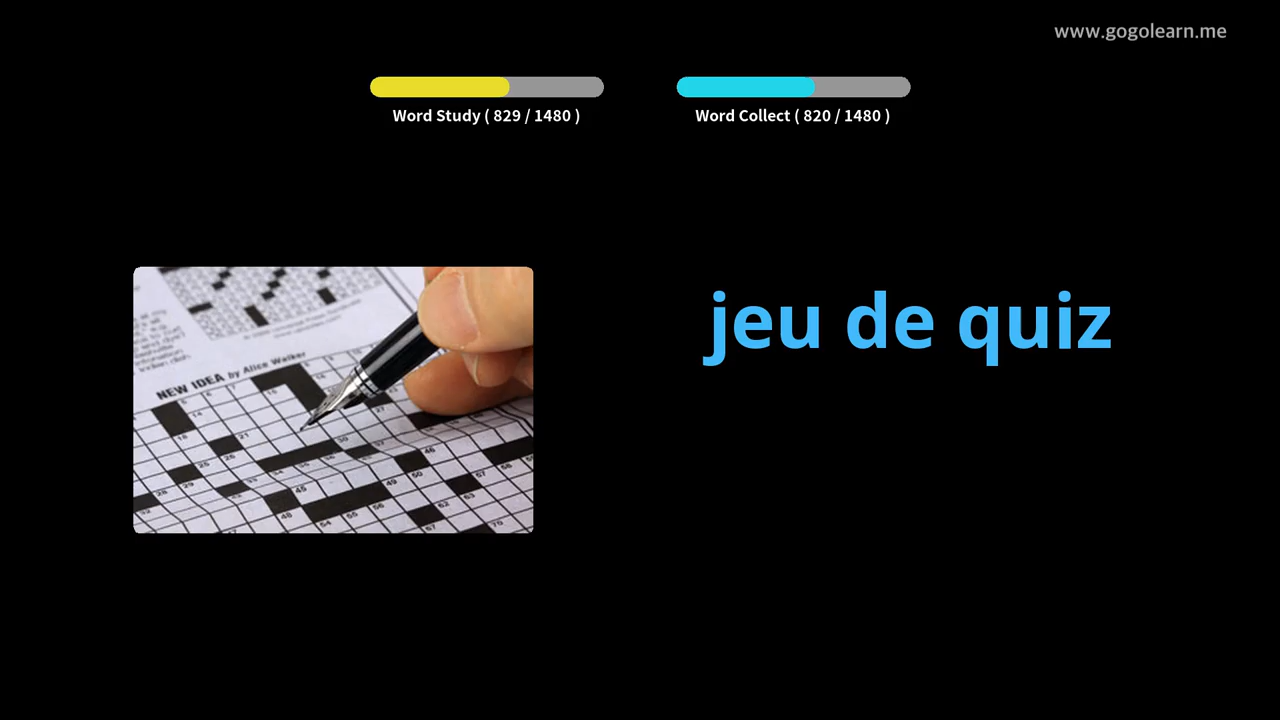 www.gogolearn.me
Word Study ( 829 / 1480 )
Word Collect ( 820 / 1480 )
jeu de quiz
NEW IDEA by Alice Walker